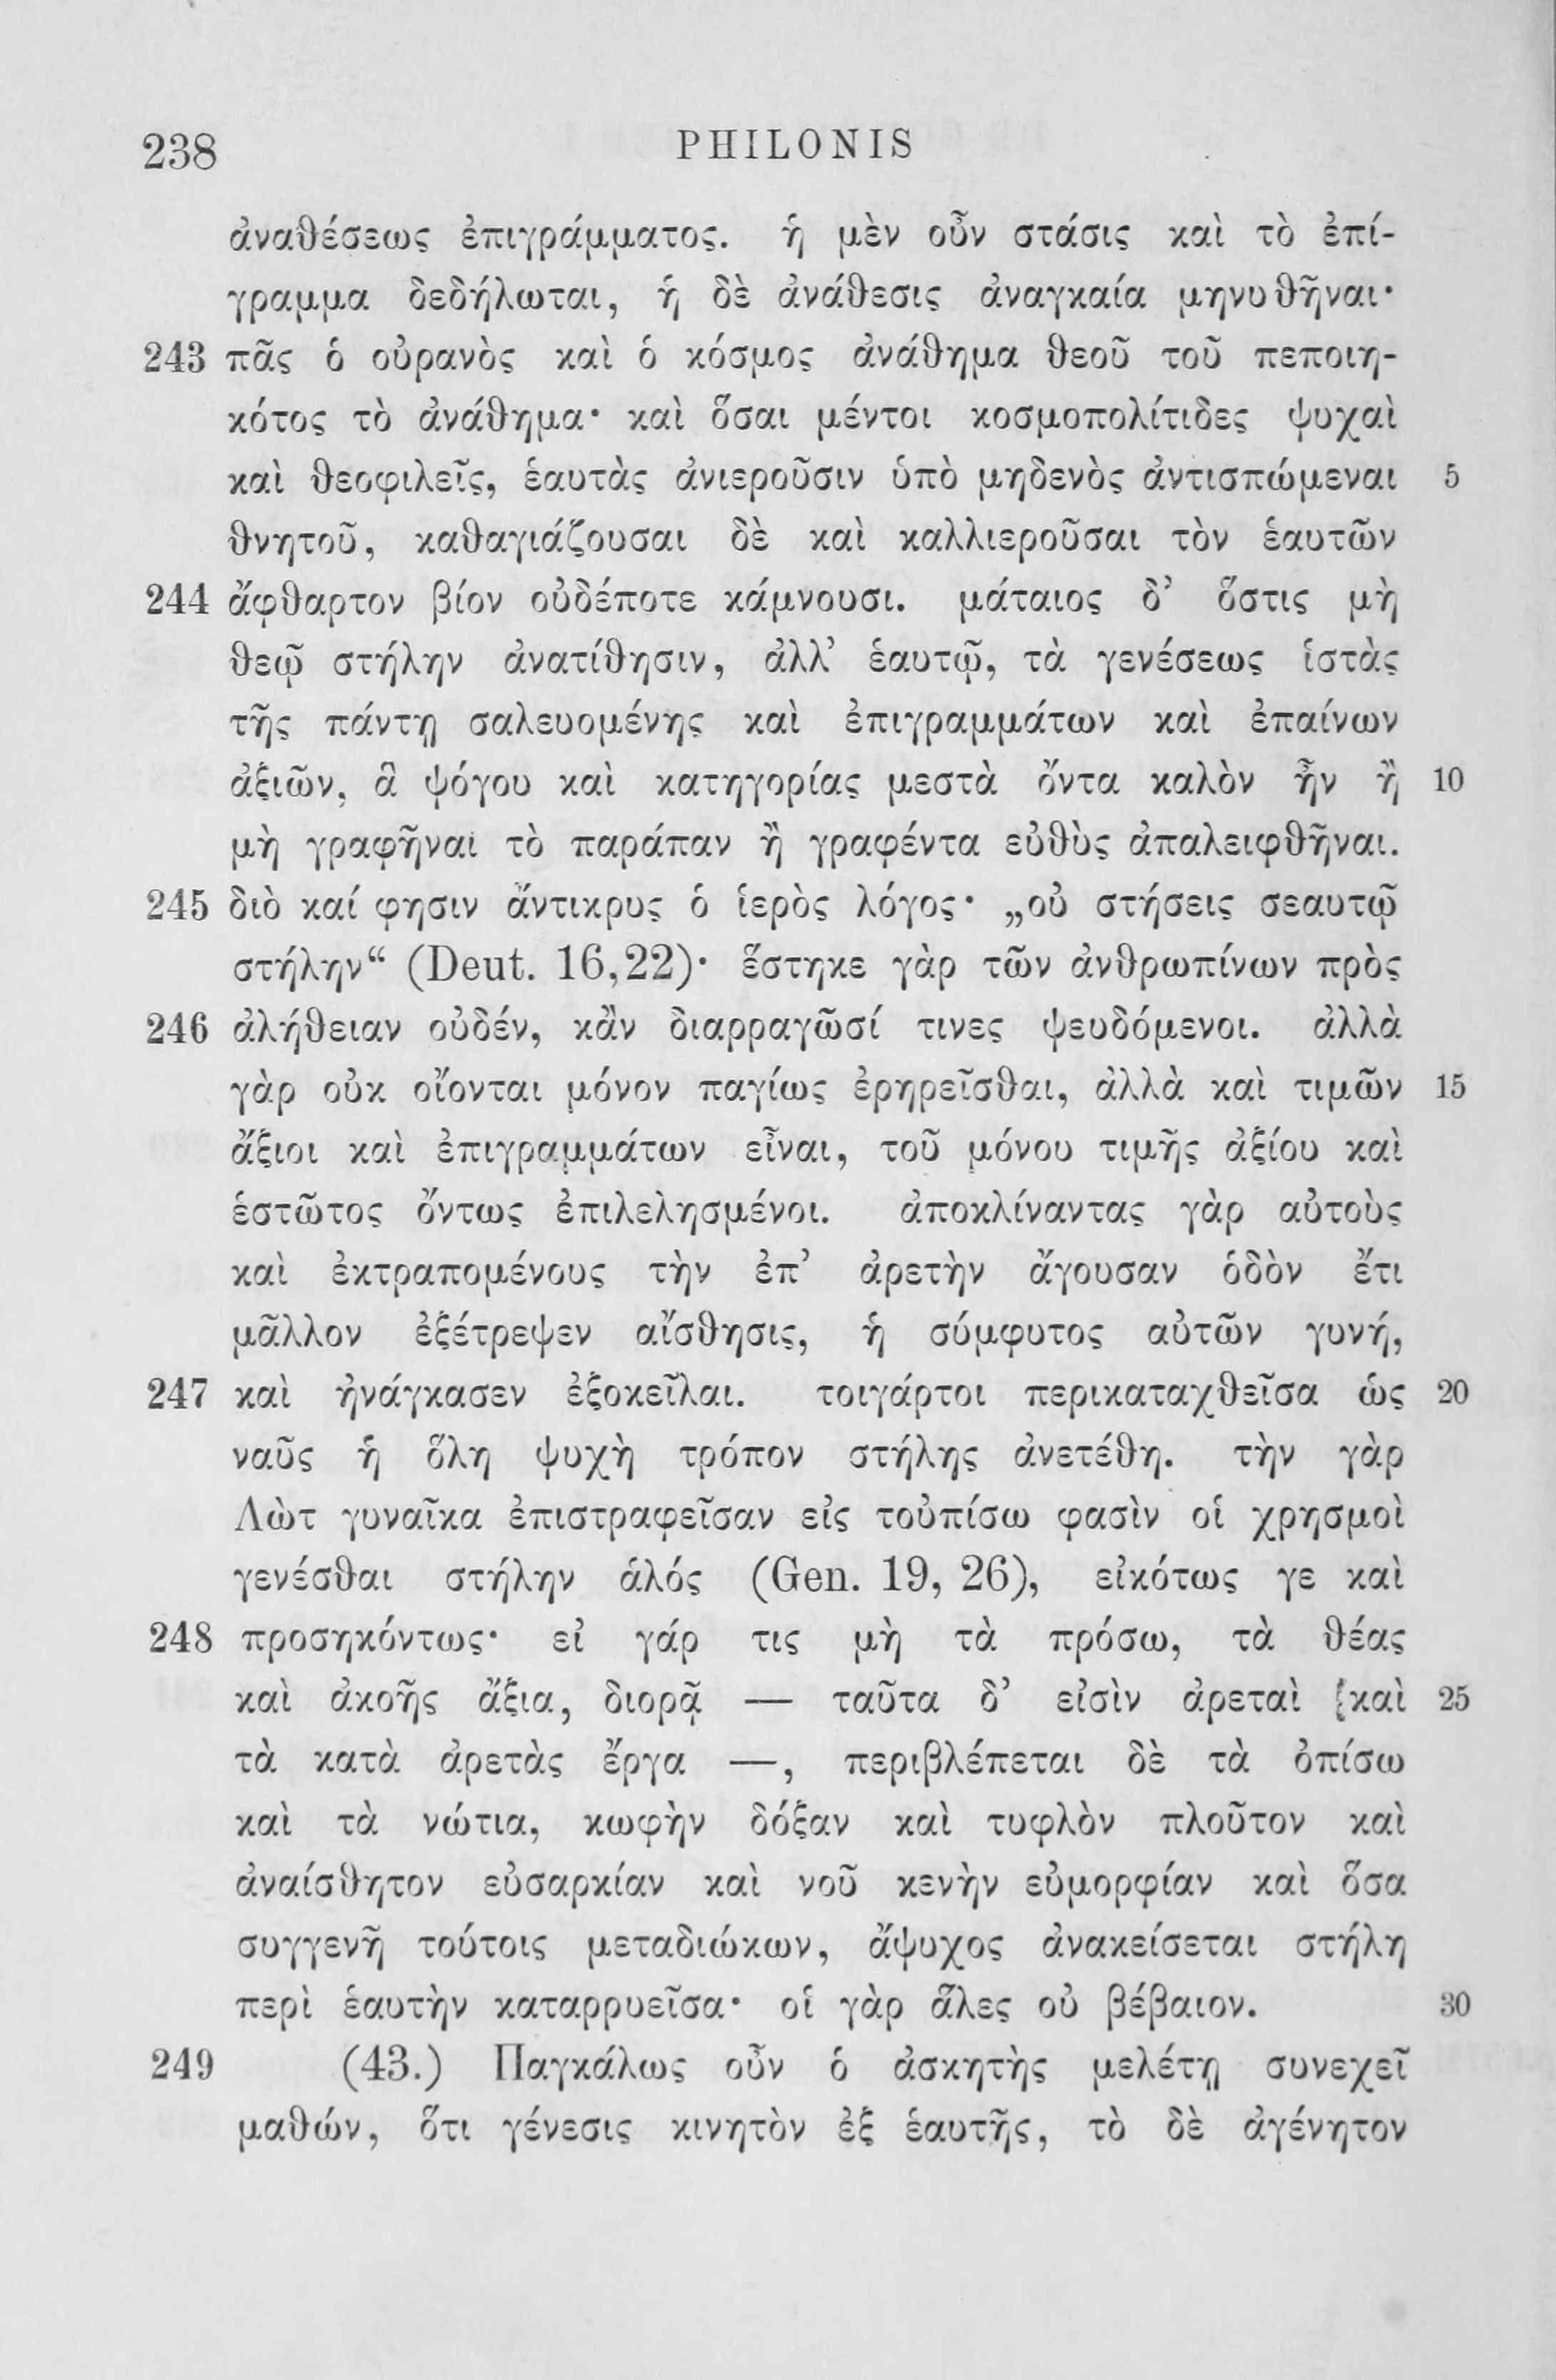 238 PHILONIS
ἀναθέσεως ἐπιγράμματος. ἡ μὲν οὖν στάσις καὶ τὸ ἐπί-
γραμμα δεδήλωται, ἡ δὲ ἀνάθεσις ἀναγκαία μηνυθῆναι·
243 πᾶς ὁ οὐρανὸς καὶ ὁ κόσμος ἀνάθημα θεοῦ τοῦ πεποιη-
κότος τὸ ἀνάθημα· καὶ ὅσαι μέντοι κοσμοπολίτιδες ψυχαὶ
καὶ θεοφιλεῖς, ἑαυτὰς ἀνιεροῦσιν ὑπὸ μηδενὸς ἀντισπώμεναι 5
θνητοῦ, καθαγιάζουσαι δὲ καὶ καλλιεροῦσαι τὸν ἑαυτῶν
244 ἄφθαρτον βίον οὐδέποτε κάμνουσι. μάταιος δ’ ὅστις μὴ
θεῷ στήλην ἀνατίθησιν, ἀλλ’ ἑαυτῷ, τὰ γενέσεως ἱστὰς
τῆς πάντῃ σαλευομένης καὶ ἐπιγραμμάτων καὶ ἐπαίνων
ἀξιῶν, ἃ ψόγου καὶ κατηγορίας μεστὰ ὄντα καλὸν ἦν ἢ 10
μὴ γραφῆναι τὸ παράπαν ἢ γραφέντα εὐθὺς ἀπαλειφθῆναι.
245 διὸ καί φησιν ἄντικρυς ὁ ἱερὸς λόγος· „οὐ στήσεις σεαυτῷ
στήλην“ (Deut. 16,22)· ἕστηκε γὰρ τῶν ἀνθρωπίνων πρὸς
246 ἀλήθειαν οὐδέν, κἂν διαρραγῶσί τινες ψευδόμενοι. ἀλλὰ
γὰρ οὐκ οἴονται μόνον παγίως ἐρηρεῖσθαι, ἀλλὰ καὶ τιμῶν 15
ἄξιοι καὶ ἐπιγραμμάτων εἶναι, τοῦ μόνου τιμῆς ἀξίου καὶ
ἑστῶτος ὄντως ἐπιλελησμένοι. ἀποκλίναντας γὰρ αὐτοὺς
καὶ ἐκτραπομένους τὴν ἐπ’ ἀρετὴν ἄγουσαν ὁδὸν ἔτι
μᾶλλον ἐξέτρεψεν αἴσθησις, ἡ σύμφυτος αὐτῶν γυνή,
247 καὶ ἠνάγκασεν ἐξοκεῖλαι. τοιγάρτοι περικαταχθεῖσα ὡς 20
ναῦς ἡ ὅλη ψυχὴ τρόπον στήλης ἀνετέθη. τὴν γὰρ
Λὼτ γυναῖκα ἐπιστραφεῖσαν εἰς τοὐπίσω φασὶν οἱ χρησμοὶ
γενέσθαι στήλην ἁλός (Gen. 19, 26), εἰκότως γε καὶ
248 προσηκόντως· εἰ γάρ τις μὴ τὰ πρόσω, τὰ θέας
καὶ ἀκοῆς ἄξια, διορᾷ — ταῦτα δ’ εἰσὶν ἀρεταὶ [καὶ 25
τὰ κατὰ ἀρετὰς ἔργα —, περιβλέπεται δὲ τὰ ὀπίσω
καὶ τὰ νώτια, κωφὴν δόξαν καὶ τυφλὸν πλοῦτον καὶ
ἀναίσθητον εὐσαρκίαν καὶ νοῦ κενὴν εὐμορφίαν καὶ ὅσα
συγγενῆ τούτοις μεταδιώκων, ἄψυχος ἀνακείσεται στήλη
περὶ ἑαυτὴν καταρρυεῖσα· οἱ γὰρ ἅλες οὐ βέβαιον. 30
249 (43.) Παγκάλως οὖν ὁ ἀσκητὴς μελέτῃ συνεχεῖ
μαθών, ὅτι γένεσις κινητὸν ἐξ ἑαυτῆς, τὸ δὲ ἀγένητον